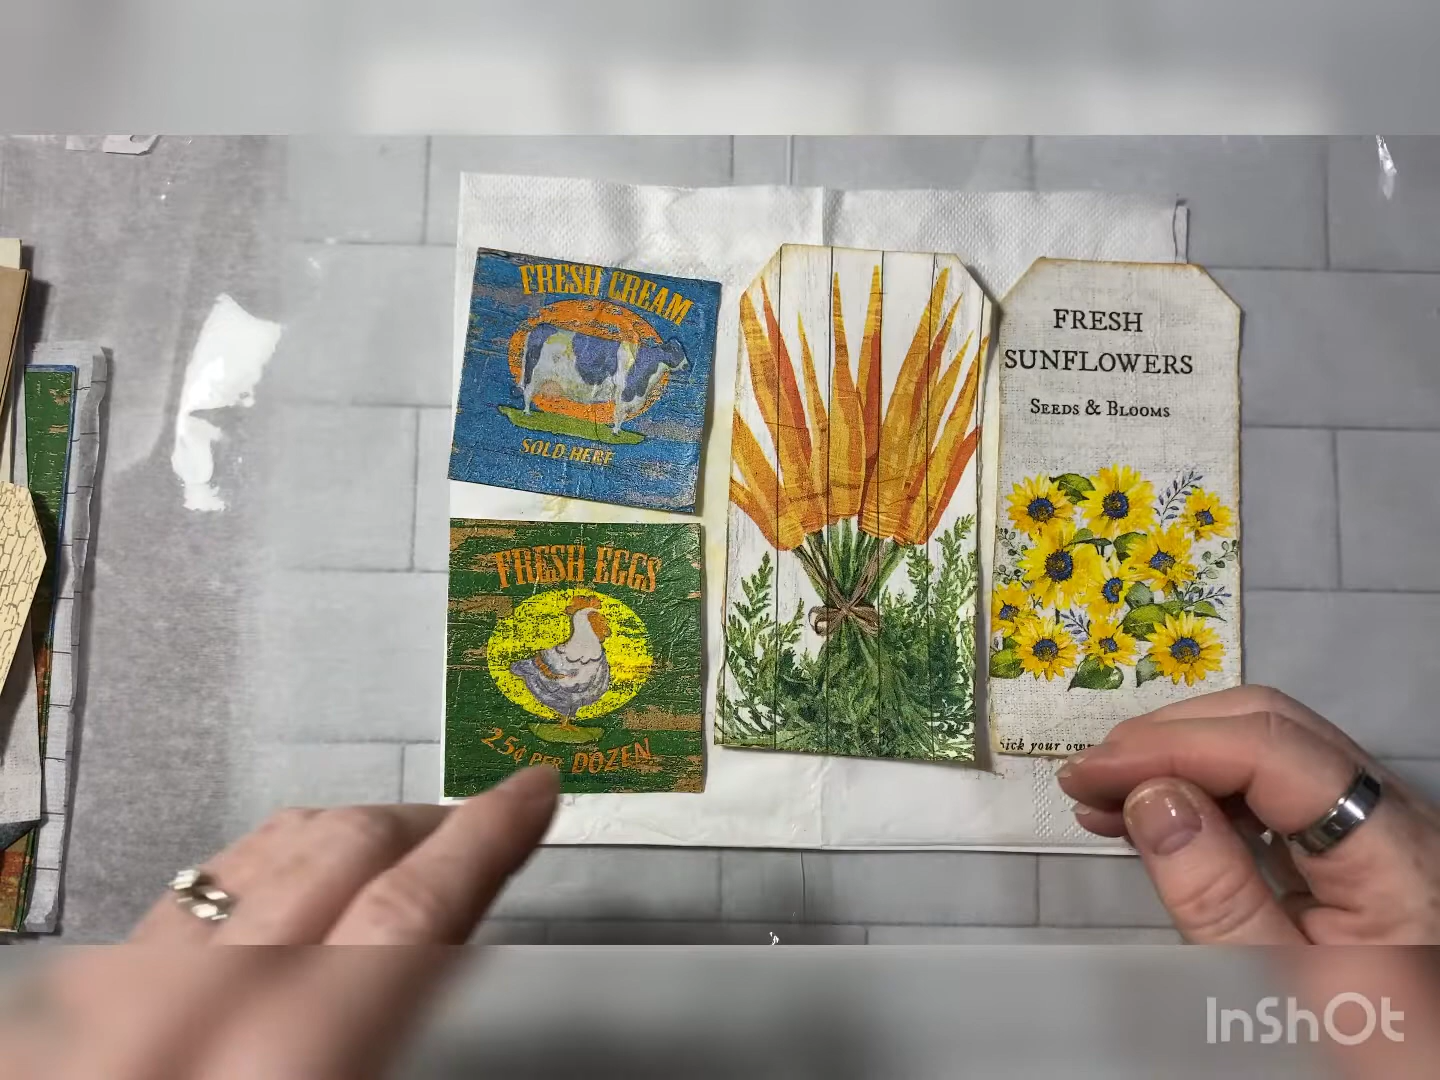 FRESH CREAM
SOLD HERE
FRESH EGGS
25¢ PER DOZEN
FRESH
SUNFLOWERS
SEEDS & BLOOMS
your own
InShOt